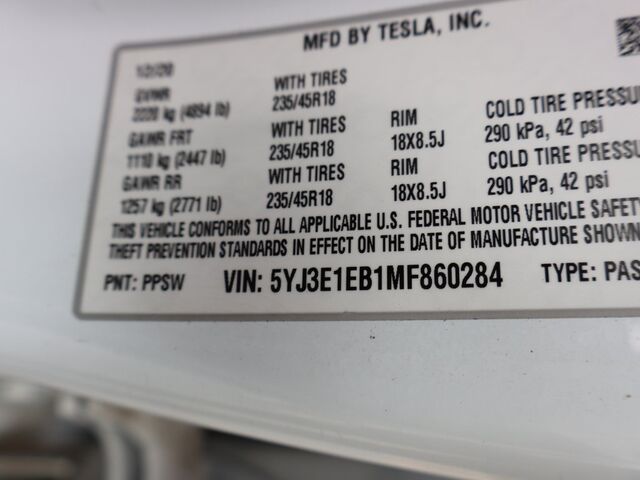 MFD BY TESLA, INC.
12/20
GVWR
2220 kg (4894 lb)
WITH TIRES
235/45R18
GAWR FRT
1110 kg (2447 lb)
WITH TIRES
235/45R18
RIM
18X8.5J
COLD TIRE PRESSU
290 kPa, 42 psi
GAWR RR
1257 kg (2771 lb)
WITH TIRES
235/45R18
RIM
18X8.5J
COLD TIRE PRESSU
290 kPa, 42 psi
THIS VEHICLE CONFORMS TO ALL APPLICABLE U.S. FEDERAL MOTOR VEHICLE SAFETY
THEFT PREVENTION STANDARDS IN EFFECT ON THE DATE OF MANUFACTURE SHOWN
PNT: PPSW VIN: 5YJ3E1EB1MF860284 TYPE: PAS